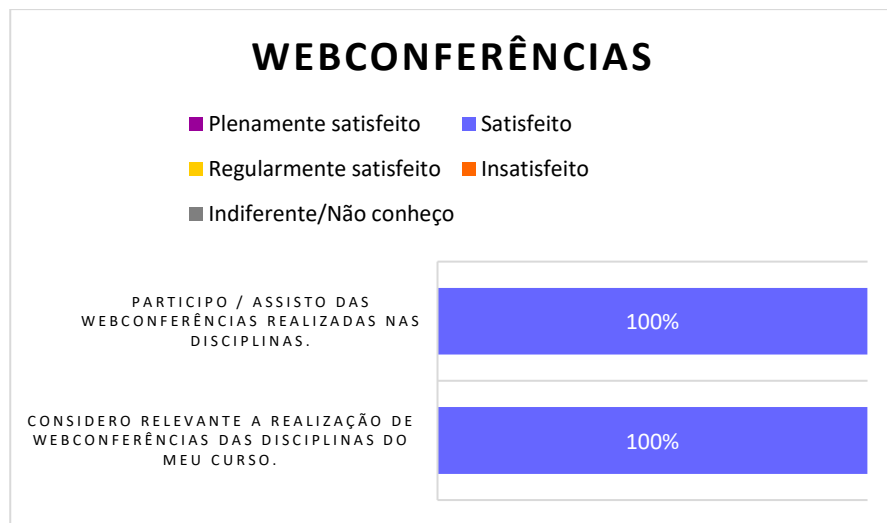 WEBCONFERÊNCIAS
Plenamente satisfeito
Satisfeito
Regularmente satisfeito
Insatisfeito
Indiferente/Não conheço
PARTICIPO / ASSISTO DAS
WEBCONFERÊNCIAS REALIZADAS NAS
DISCIPLINAS.
100%
CONSIDERO RELEVANTE A REALIZAÇÃO DE
WEBCONFERÊNCIAS DAS DISCIPLINAS DO
MEU CURSO.
100%